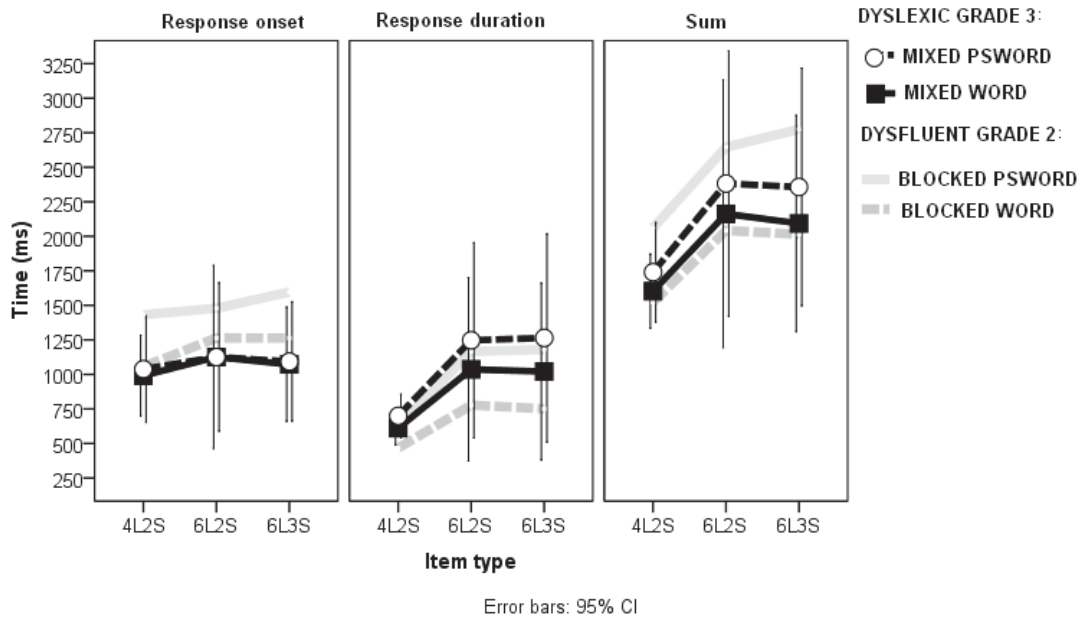 Response onset
Response duration
Sum
DYSLEXIC GRADE 3:
MIXED PSWORD
MIXED WORD
DYSFLUENT GRADE 2:
BLOCKED PSWORD
BLOCKED WORD
Time (ms)
3250
3000
2750
2500
2250
2000
1750
1500
1250
1000
750
500
250
4L2S 6L2S 6L3S
4L2S 6L2S 6L3S
4L2S 6L2S 6L3S
Item type
Error bars: 95% CI